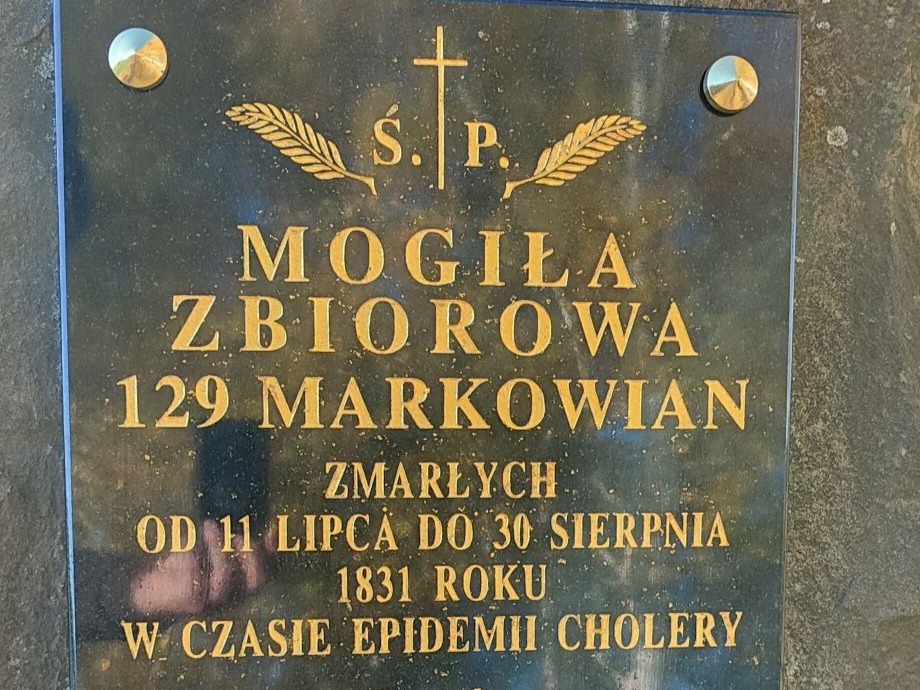 Ś. P.
MOGIŁA
ZBIOROWA
129 MARKOWIAN
ZMARŁYCH
OD 11 LIPCA DO 30 SIERPNIA
1831 ROKU
W CZASIE EPIDEMII CHOLERY